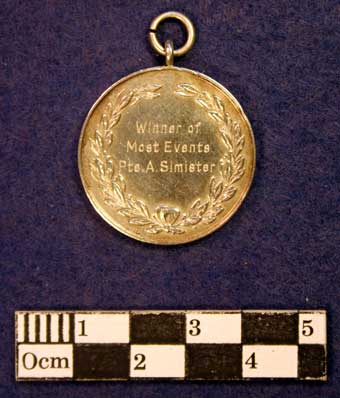 Winner of
Most Events
Pte. A. Simister
1 3 5
0cm 2 4